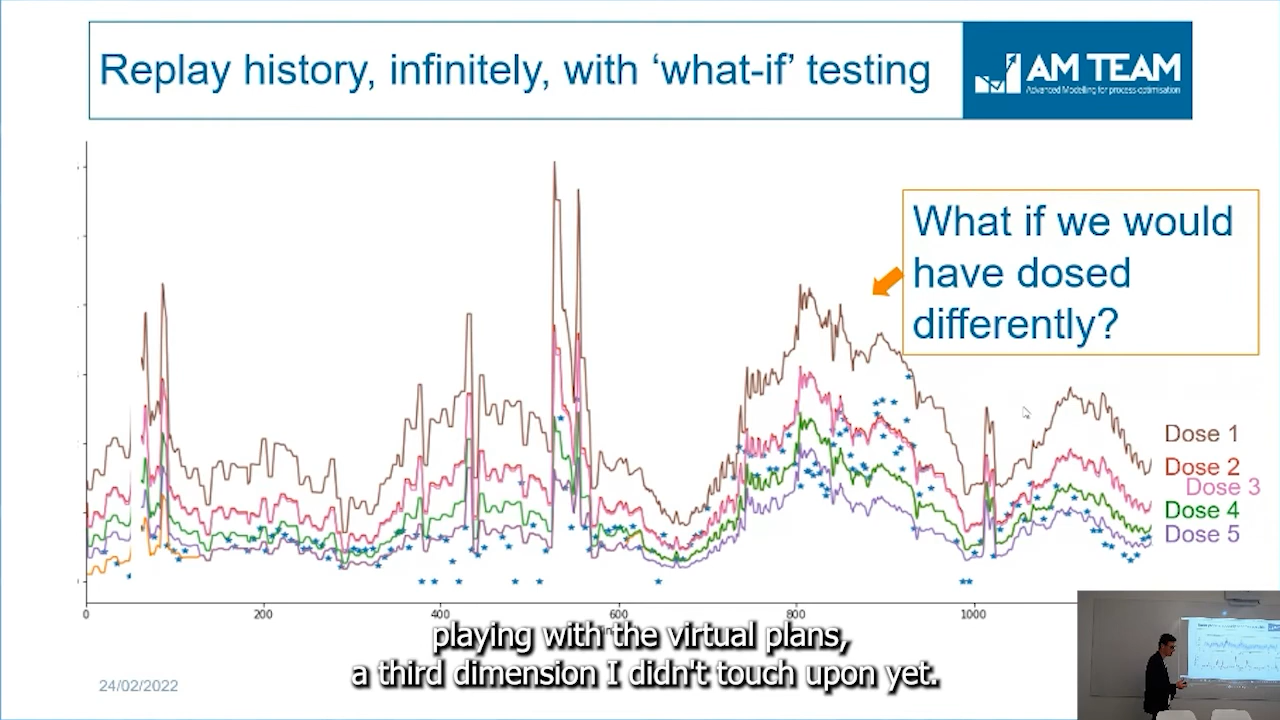 Replay history, infinitely, with ‘what-if’ testing
AM TEAM
Advanced Modelling for process optimisation
What if we would
have dosed
differently?
Dose 1
Dose 2
Dose 3
Dose 4
Dose 5
0
200
400
600
800
1000
playing with the virtual plans,
a third dimension I didn't touch upon yet.
24/02/2022